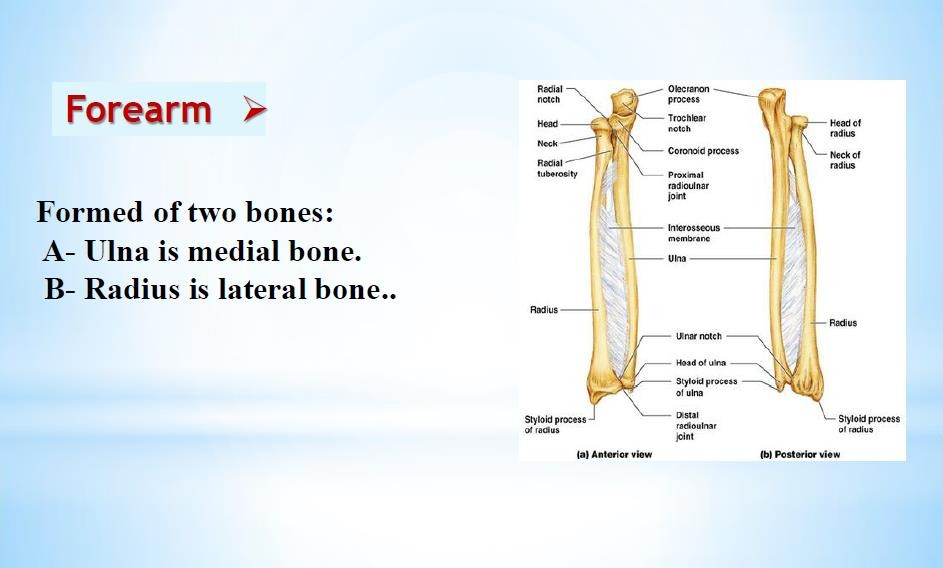 Forearm ➢
Formed of two bones:
A- Ulna is medial bone.
B- Radius is lateral bone..
Radial
notch
Head
Neck
Radial
tuberosity
Radius
Styloid process
of radius
Olecranon
process
Trochlear
notch
Coronoid process
Proximal
radioulnar
joint
Interosseous
membrane
Ulna
Ulnar notch
Head of ulna
Styloid process
of ulna
Distal
radioulnar
joint
Head of
radius
Neck of
radius
Radius
Styloid process
of radius
(a) Anterior view
(b) Posterior view